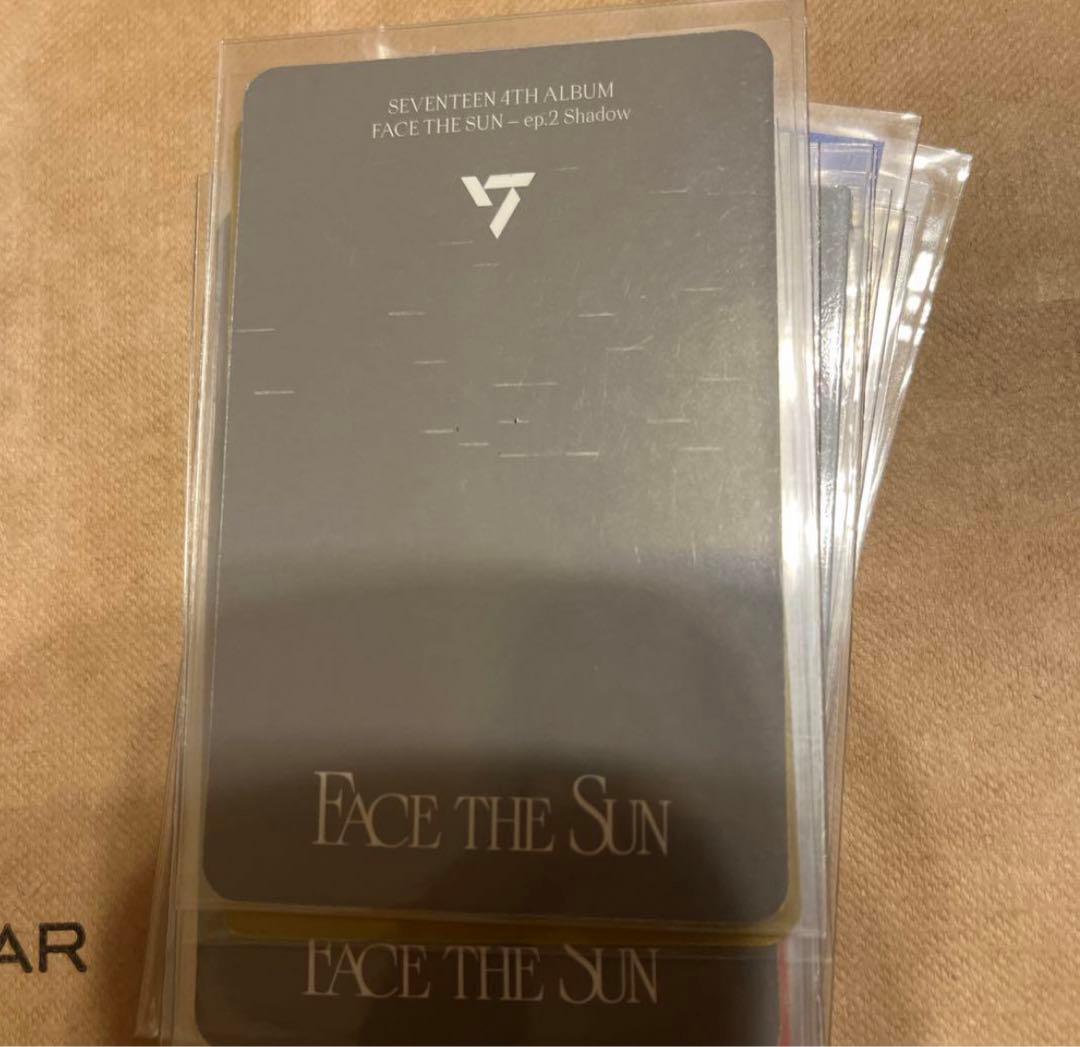 SEVENTEEN 4TH ALBUM
FACE THE SUN – ep.2 Shadow
FACE THE SUN
FACE THE SUN
AR